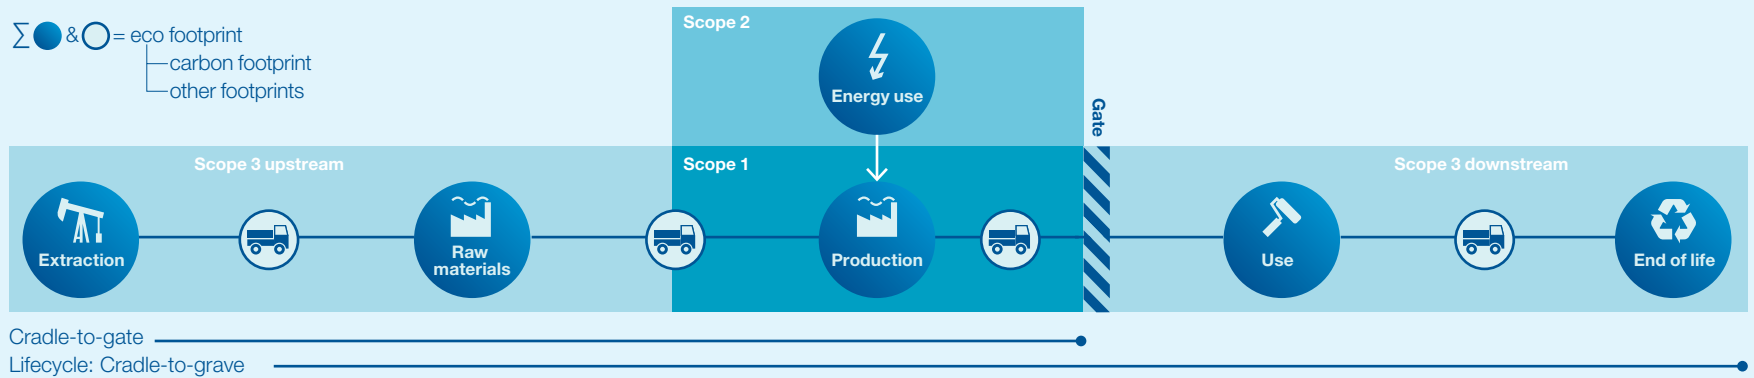 ∑ & = eco footprint
carbon footprint
other footprints
Scope 2
Energy use
Gate
Scope 3 upstream
Scope 1
Scope 3 downstream
Extraction
Raw
materials
Production
Use
End of life
Cradle-to-gate
Lifecycle: Cradle-to-grave